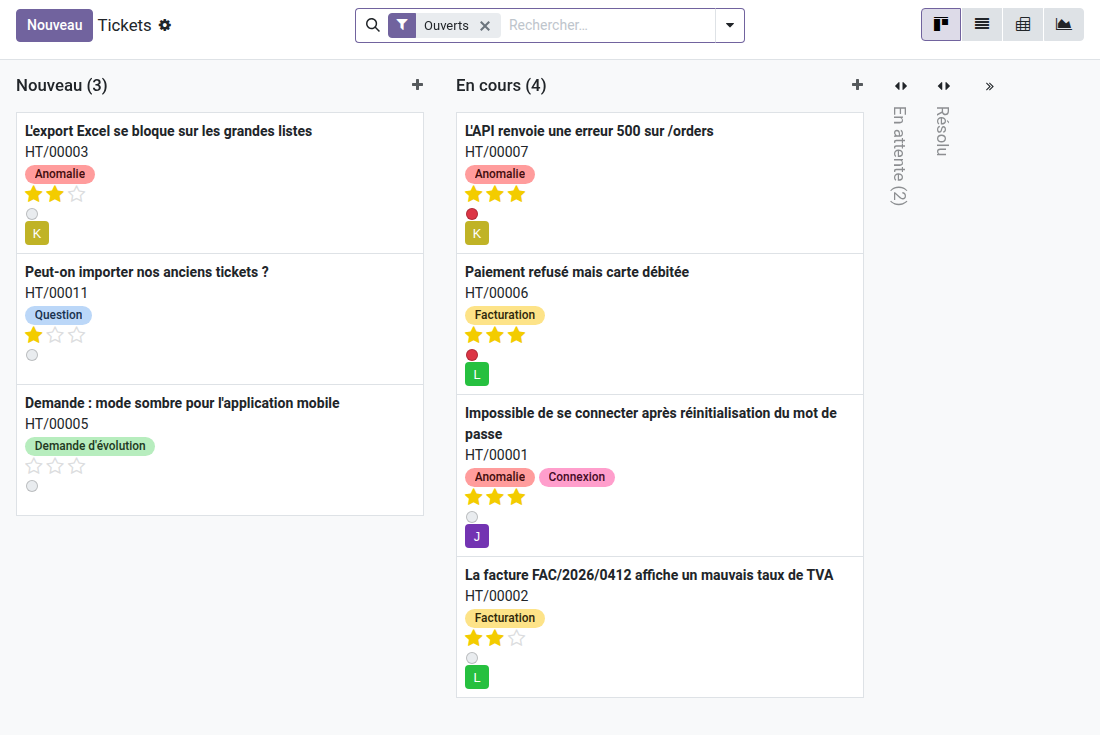 Nouveau
Tickets
Ouverts
Rechercher...
Nouveau (3)
L'export Excel se bloque sur les grandes listes
HT/00003
Anomalie
K
Peut-on importer nos anciens tickets ?
HT/00011
Question
Demande : mode sombre pour l'application mobile
HT/00005
Demande d'évolution
En cours (4)
L'API renvoie une erreur 500 sur /orders
HT/00007
Anomalie
K
Paiement refusé mais carte débitée
HT/00006
Facturation
L
Impossible de se connecter après réinitialisation du mot de
passe
HT/00001
Anomalie Connexion
J
La facture FAC/2026/0412 affiche un mauvais taux de TVA
HT/00002
Facturation
L
En attente (2)
Résolu